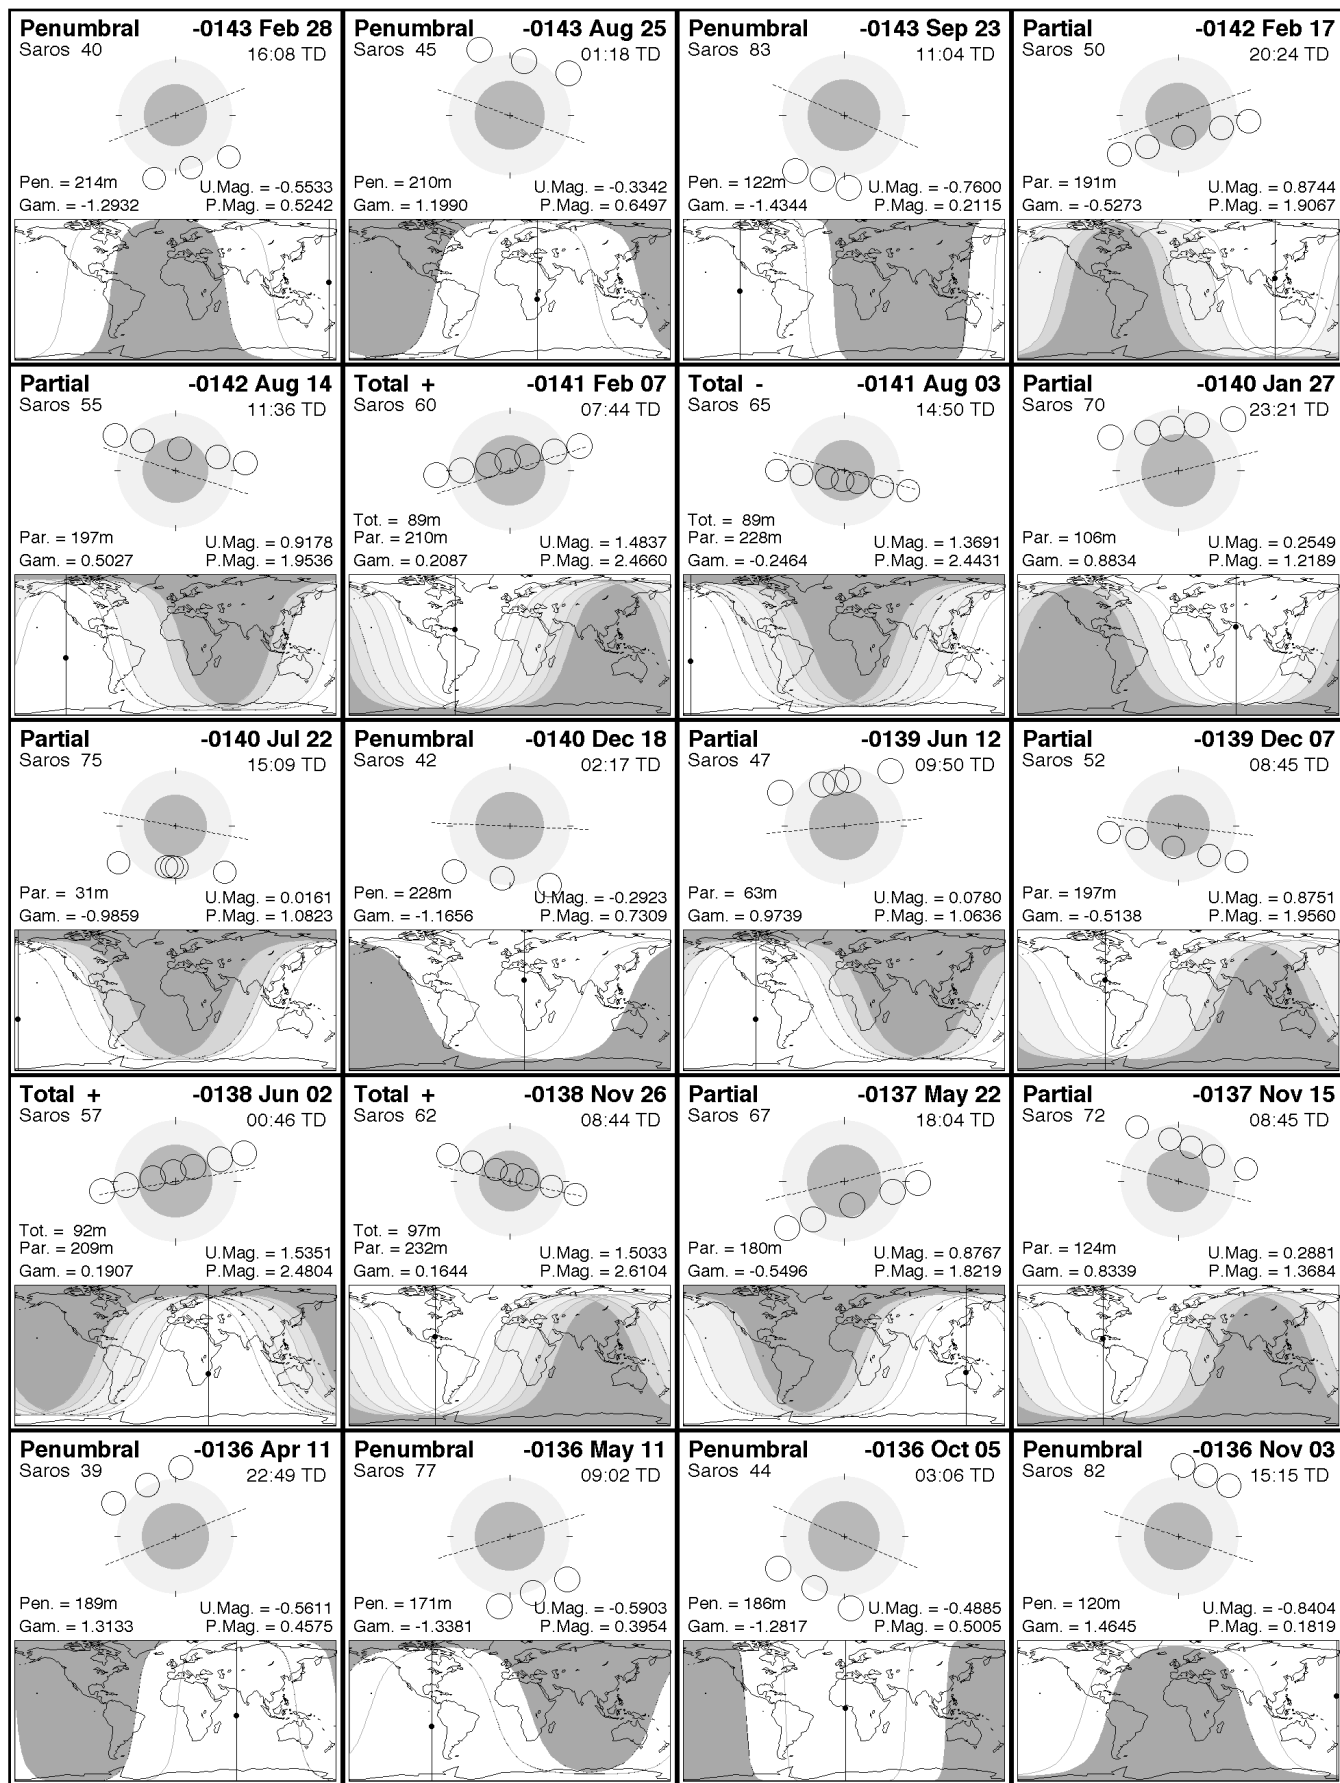 Penumbral -0143 Feb 28
Saros 40 16:08 TD
Pen. = 214m U.Mag. = -0.5533
Gam. = -1.2932 P.Mag. = 0.5242
Penumbral -0143 Aug 25
Saros 45 01:18 TD
Pen. = 210m U.Mag. = -0.3342
Gam. = 1.1990 P.Mag. = 0.6497
Penumbral -0143 Sep 23
Saros 83 11:04 TD
Pen. = 122m U.Mag. = -0.7600
Gam. = -1.4344 P.Mag. = 0.2115
Partial -0142 Feb 17
Saros 50 20:24 TD
Par. = 191m U.Mag. = 0.8744
Gam. = -0.5273 P.Mag. = 1.9067
Partial -0142 Aug 14
Saros 55 11:36 TD
Par. = 197m U.Mag. = 0.9178
Gam. = 0.5027 P.Mag. = 1.9536
Total + -0141 Feb 07
Saros 60 07:44 TD
Tot. = 89m
Par. = 210m U.Mag. = 1.4837
Gam. = 0.2087 P.Mag. = 2.4660
Total - -0141 Aug 03
Saros 65 14:50 TD
Tot. = 89m
Par. = 228m U.Mag. = 1.3691
Gam. = -0.2464 P.Mag. = 2.4431
Partial -0140 Jan 27
Saros 70 23:21 TD
Par. = 106m U.Mag. = 0.2549
Gam. = 0.8834 P.Mag. = 1.2189
Partial -0140 Jul 22
Saros 75 15:09 TD
Par. = 31m U.Mag. = 0.0161
Gam. = -0.9859 P.Mag. = 1.0823
Penumbral -0140 Dec 18
Saros 42 02:17 TD
Pen. = 228m U.Mag. = -0.2923
Gam. = -1.1656 P.Mag. = 0.7309
Partial -0139 Jun 12
Saros 47 09:50 TD
Par. = 63m U.Mag. = 0.0780
Gam. = 0.9739 P.Mag. = 1.0636
Partial -0139 Dec 07
Saros 52 08:45 TD
Par. = 197m U.Mag. = 0.8751
Gam. = -0.5138 P.Mag. = 1.9560
Total + -0138 Jun 02
Saros 57 00:46 TD
Tot. = 92m
Par. = 209m U.Mag. = 1.5351
Gam. = 0.1907 P.Mag. = 2.4804
Total + -0138 Nov 26
Saros 62 08:44 TD
Tot. = 97m
Par. = 232m U.Mag. = 1.5033
Gam. = 0.1644 P.Mag. = 2.6104
Partial -0137 May 22
Saros 67 18:04 TD
Par. = 180m U.Mag. = 0.8767
Gam. = -0.5496 P.Mag. = 1.8219
Partial -0137 Nov 15
Saros 72 08:45 TD
Par. = 124m U.Mag. = 0.2881
Gam. = 0.8339 P.Mag. = 1.3684
Penumbral -0136 Apr 11
Saros 39 22:49 TD
Pen. = 189m U.Mag. = -0.5611
Gam. = 1.3133 P.Mag. = 0.4575
Penumbral -0136 May 11
Saros 77 09:02 TD
Pen. = 171m U.Mag. = -0.5903
Gam. = -1.3381 P.Mag. = 0.3954
Penumbral -0136 Oct 05
Saros 44 03:06 TD
Pen. = 186m U.Mag. = -0.4885
Gam. = -1.2817 P.Mag. = 0.5005
Penumbral -0136 Nov 03
Saros 82 15:15 TD
Pen. = 120m U.Mag. = -0.8404
Gam. = 1.4645 P.Mag. = 0.1819